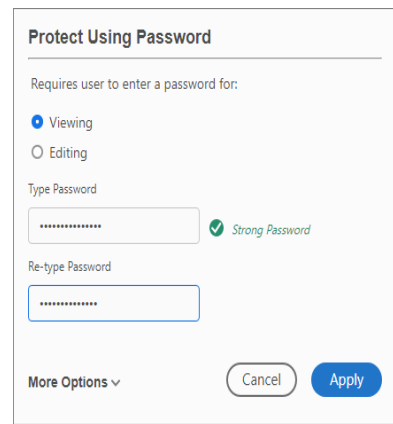 Protect Using Password
Requires user to enter a password for:
Viewing
Editing
Type Password
•••••••••••••••
Strong Password
Re-type Password
••••••••••••••
More Options
Cancel
Apply